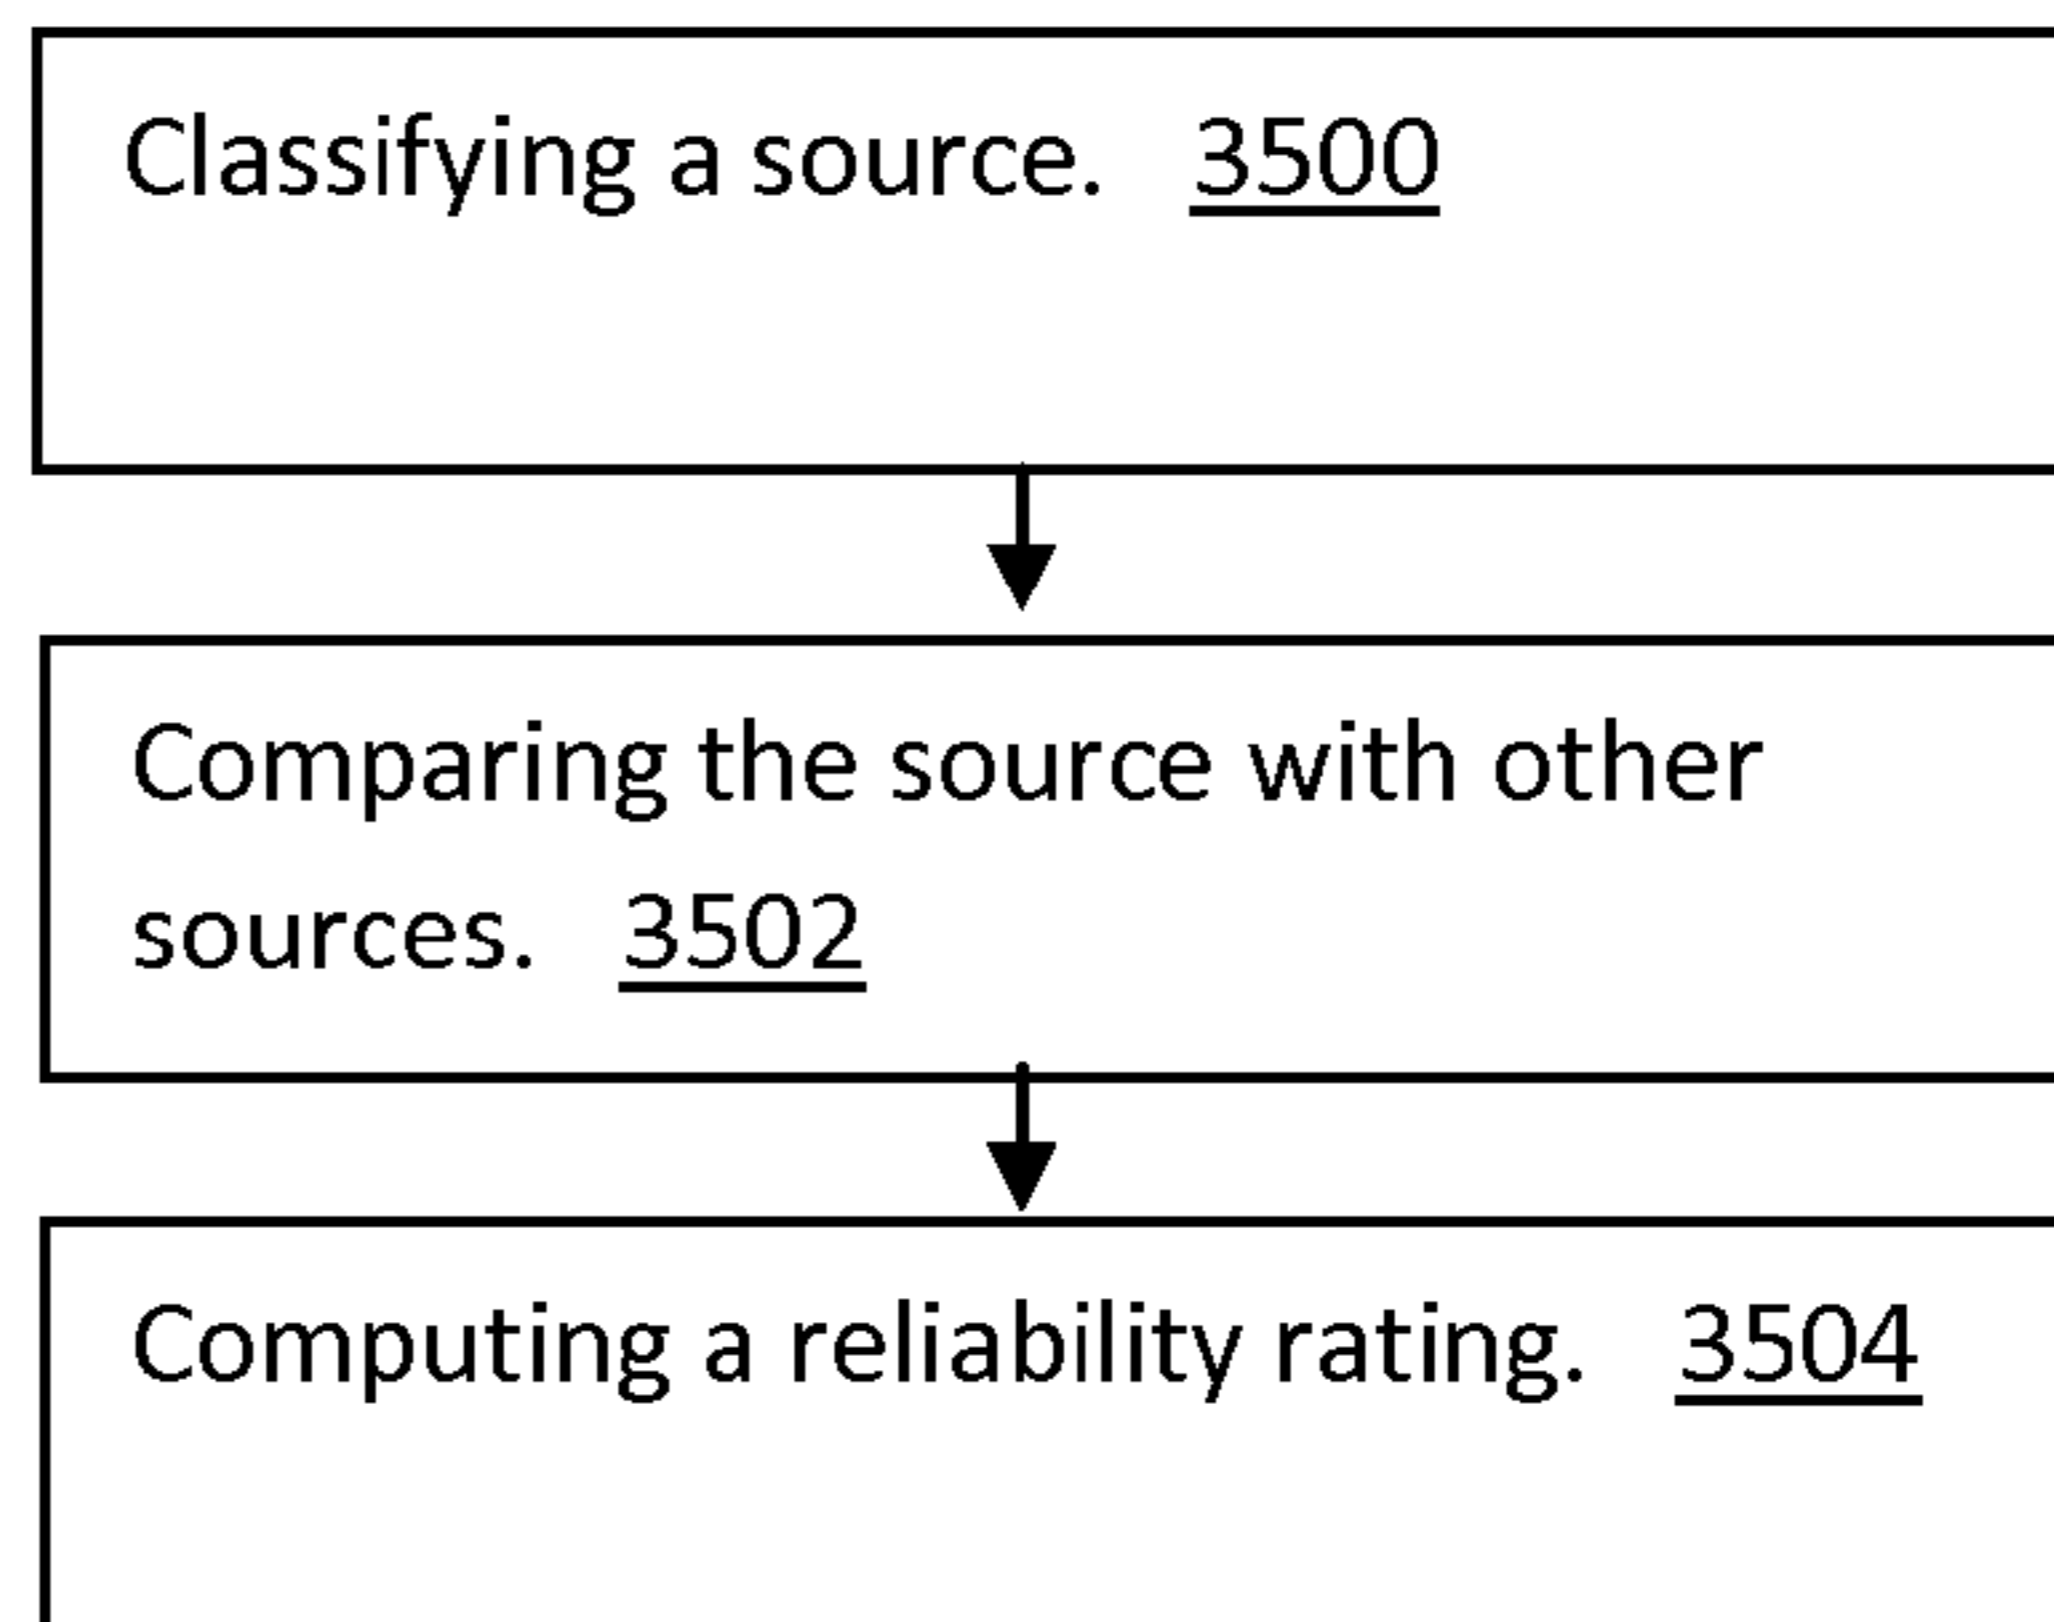 Classifying a source. 3500
Comparing the source with other
sources. 3502
Computing a reliability rating. 3504